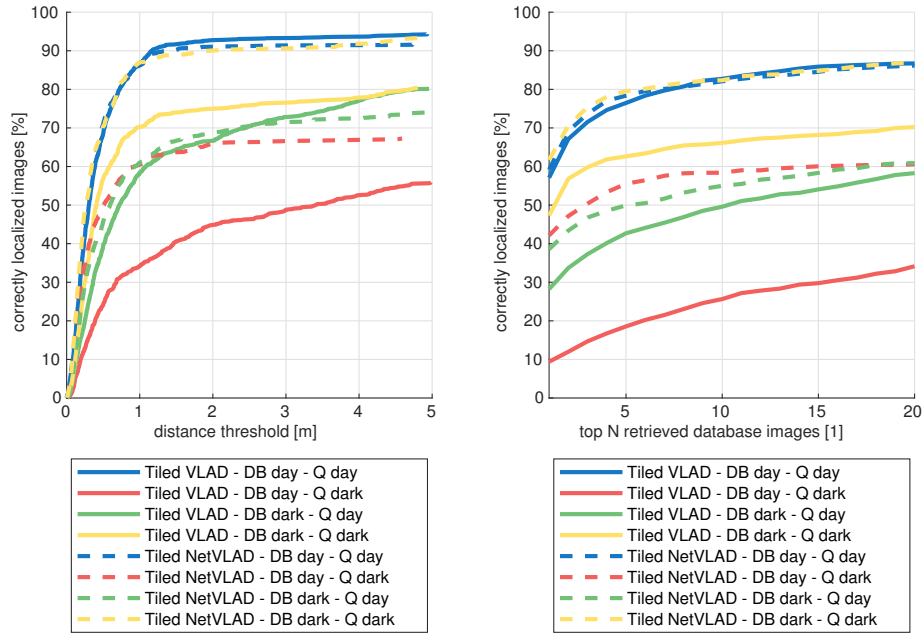 correctly localized images [%]
100
90
80
70
60
50
40
30
20
10
0
0 1 2 3 4 5
distance threshold [m]
Tiled VLAD - DB day - Q day
Tiled VLAD - DB day - Q dark
Tiled VLAD - DB dark - Q day
Tiled VLAD - DB dark - Q dark
Tiled NetVLAD - DB day - Q day
Tiled NetVLAD - DB day - Q dark
Tiled NetVLAD - DB dark - Q day
Tiled NetVLAD - DB dark - Q dark
correctly localized images [%]
100
90
80
70
60
50
40
30
20
10
0
5 10 15 20
top N retrieved database images [1]
Tiled VLAD - DB day - Q day
Tiled VLAD - DB day - Q dark
Tiled VLAD - DB dark - Q day
Tiled VLAD - DB dark - Q dark
Tiled NetVLAD - DB day - Q day
Tiled NetVLAD - DB day - Q dark
Tiled NetVLAD - DB dark - Q day
Tiled NetVLAD - DB dark - Q dark